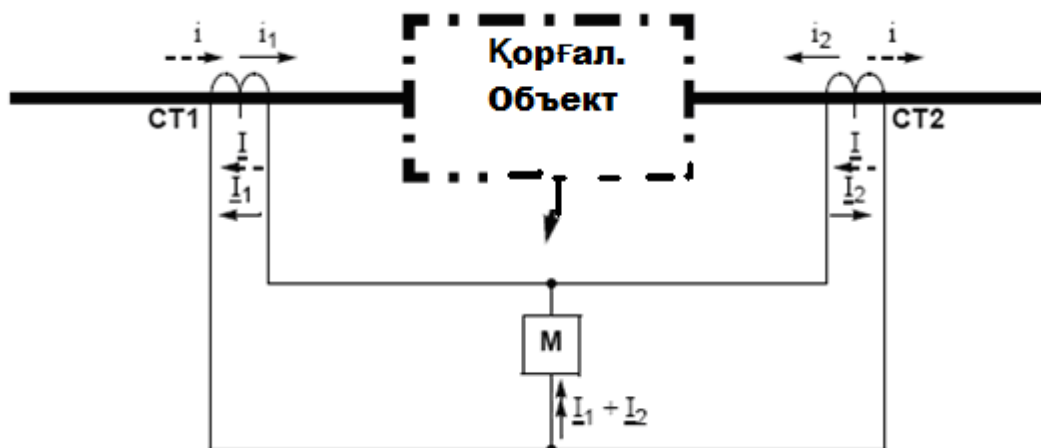 i i₁
i₂ i
Қорғал.
Объект
CT1
CT2
I
I₁
I
I₂
M
I₁ + I₂